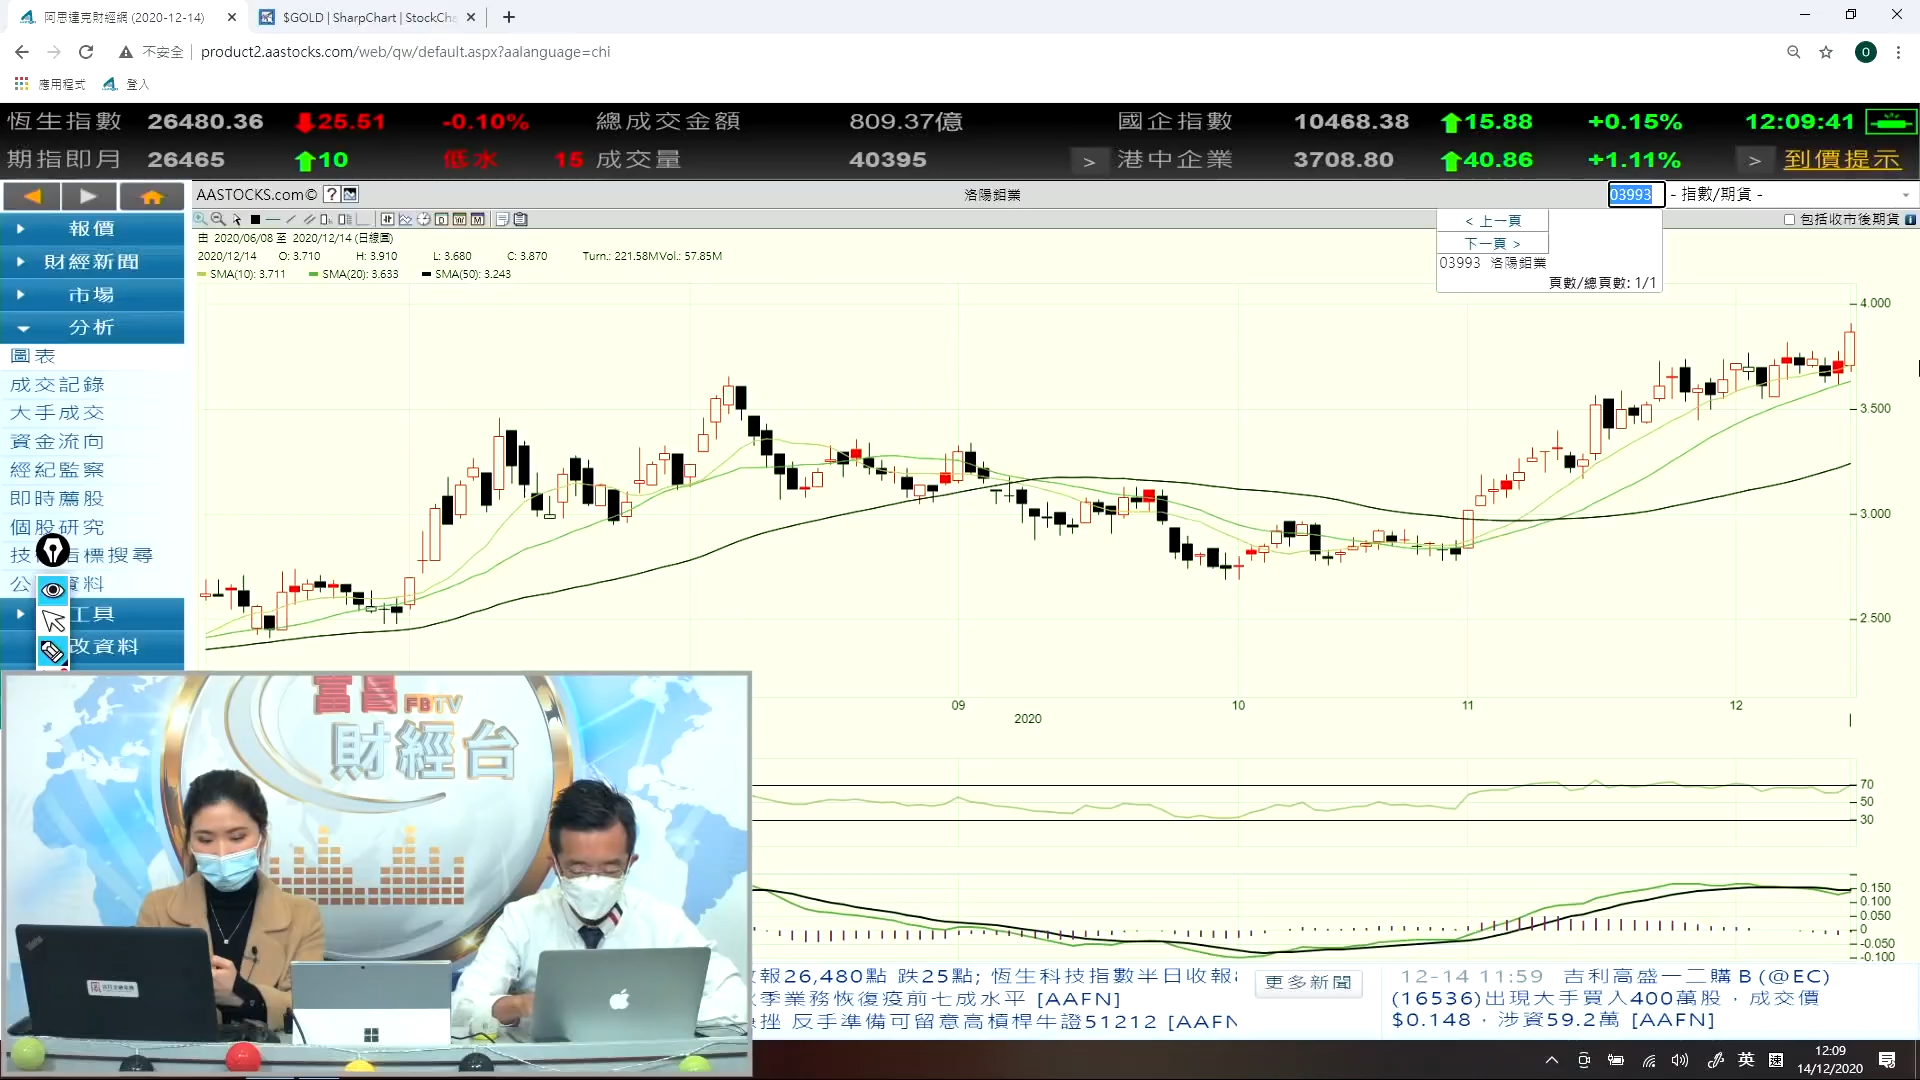 阿思達克財經網 (2020-12-14)
$GOLD | SharpChart | StockCha
不安全
product2.aastocks.com/web/qw/default.aspx?aalanguage=chi
O
應用程式
登入
恆生指數 26480.36 25.51 -0.10% 總成交金額 809.37億 國企指數 10468.38 15.88 +0.15% 12:09:41
期指即月 26465 10 低水 15 成交量 40395 > 港中企業 3708.80 40.86 +1.11% > 到價提示
AASTOCKS.com© ? 洛陽鉬業 03993 - 指數/期貨 -
包括收市後期貨
< 上一頁
下一頁 >
03993 洛陽鉬業
頁數/總頁數: 1/1
報價
財經新聞
市場
分析
圖表
成交記錄
大手成交
資金流向
經紀監察
即時薦股
個股研究
技 指標搜尋
公 資料
工具
改資料
由 2020/06/08 至 2020/12/14 (日線圖)
2020/12/14 O: 3.710 H: 3.910 L: 3.680 C: 3.870 Turn.: 221.58M Vol.: 57.85M
SMA(10): 3.711 SMA(20): 3.633 SMA(50): 3.243
4.000
3.500
3.000
2.500
09 10 11 12
2020
70
50
30
0.150
0.100
0.050
0
-0.050
-0.100
富昌
FBTV
財經台
報26,480點 跌25點; 恆生科技指數半日收報
季業務恢復疫前七成水平 [AAFN]
挫 反手準備可留意高槓桿牛證51212 [AAFN
更多新聞
12-14 11:59 吉利高盛一二購B(@EC)
(16536)出現大手買入400萬股，成交價
$0.148，涉資59.2萬 [AAFN]
英
12:09
14/12/2020